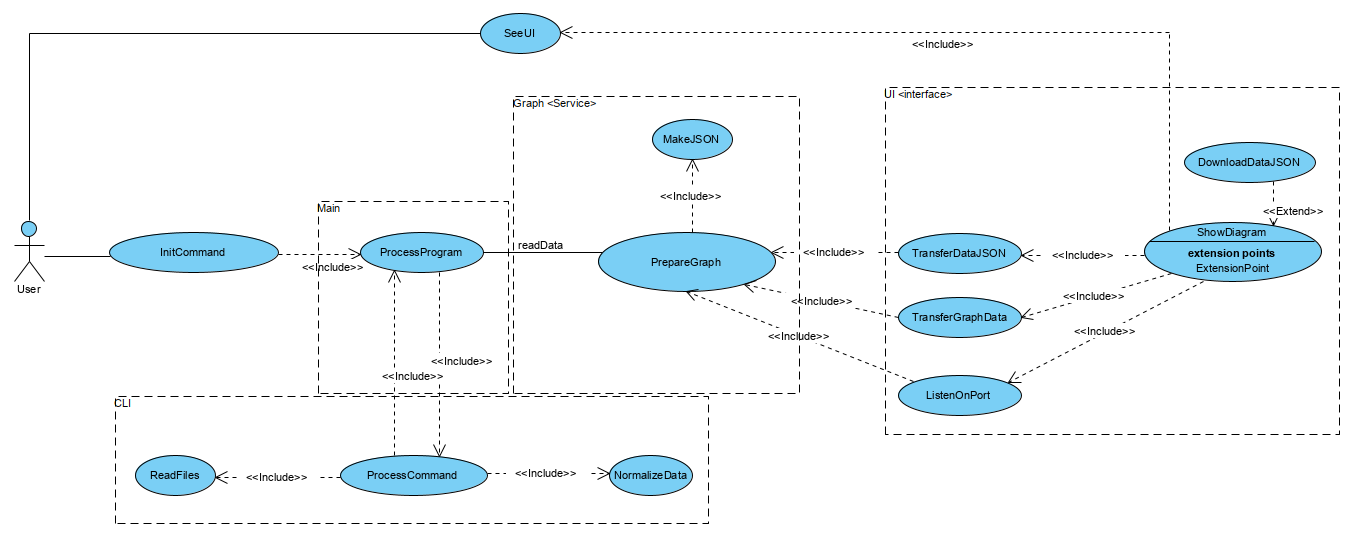 SeeUI
<<Include>>
UI <interface>
Graph <Service>
MakeJSON
DownloadDataJSON
<<Include>>
<<Extend>>
Main
ShowDiagram
extension points
ExtensionPoint
InitCommand
<<Include>>
ProcessProgram
readData
PrepareGraph
<<Include>>
TransferDataJSON
<<Include>>
User
<<Include>>
TransferGraphData
<<Include>>
<<Include>>
<<Include>>
<<Include>>
<<Include>>
ListenOnPort
CLI
ReadFiles
<<Include>>
ProcessCommand
<<Include>>
NormalizeData